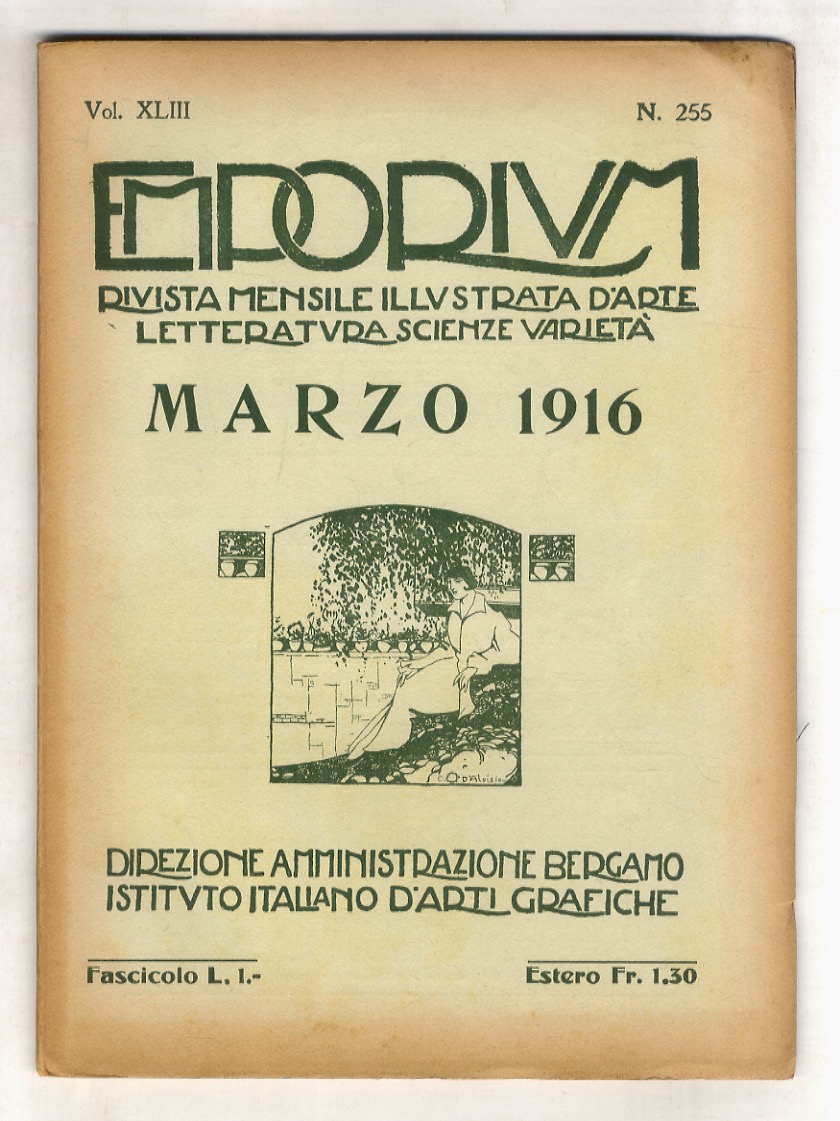 Vol. XLIII N. 255
EMPORIVM
RIVISTA MENSILE ILLVSTRATA D'ARTE
LETTERATVRA SCIENZE VARIETÀ
MARZO 1916
C. D'Aloisio
DIREZIONE AMMINISTRAZIONE BERGAMO
ISTITVTO ITALIANO D'ARTI GRAFICHE
Fascicolo L. 1.- Estero Fr. 1.30